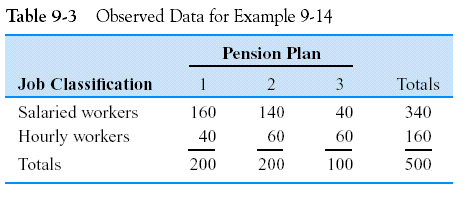 Table 9-3 Observed Data for Example 9-14
Pension Plan
Job Classification 1 2 3 Totals
Salaried workers 160 140 40 340
Hourly workers 40 60 60 160
Totals 200 200 100 500